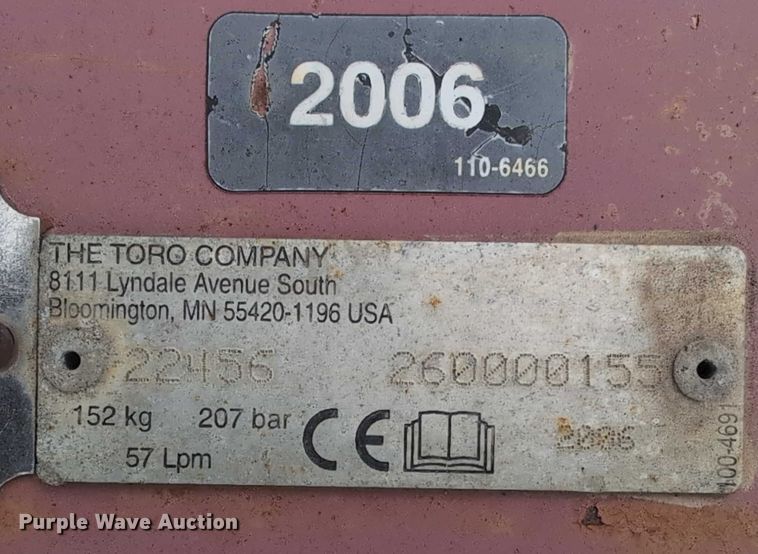 2006
110-6466
THE TORO COMPANY
8111 Lyndale Avenue South
Bloomington, MN 55420-1196 USA
22456 260000155
152 kg 207 bar CE
57 Lpm
2006
100-469
Purple Wave Auction